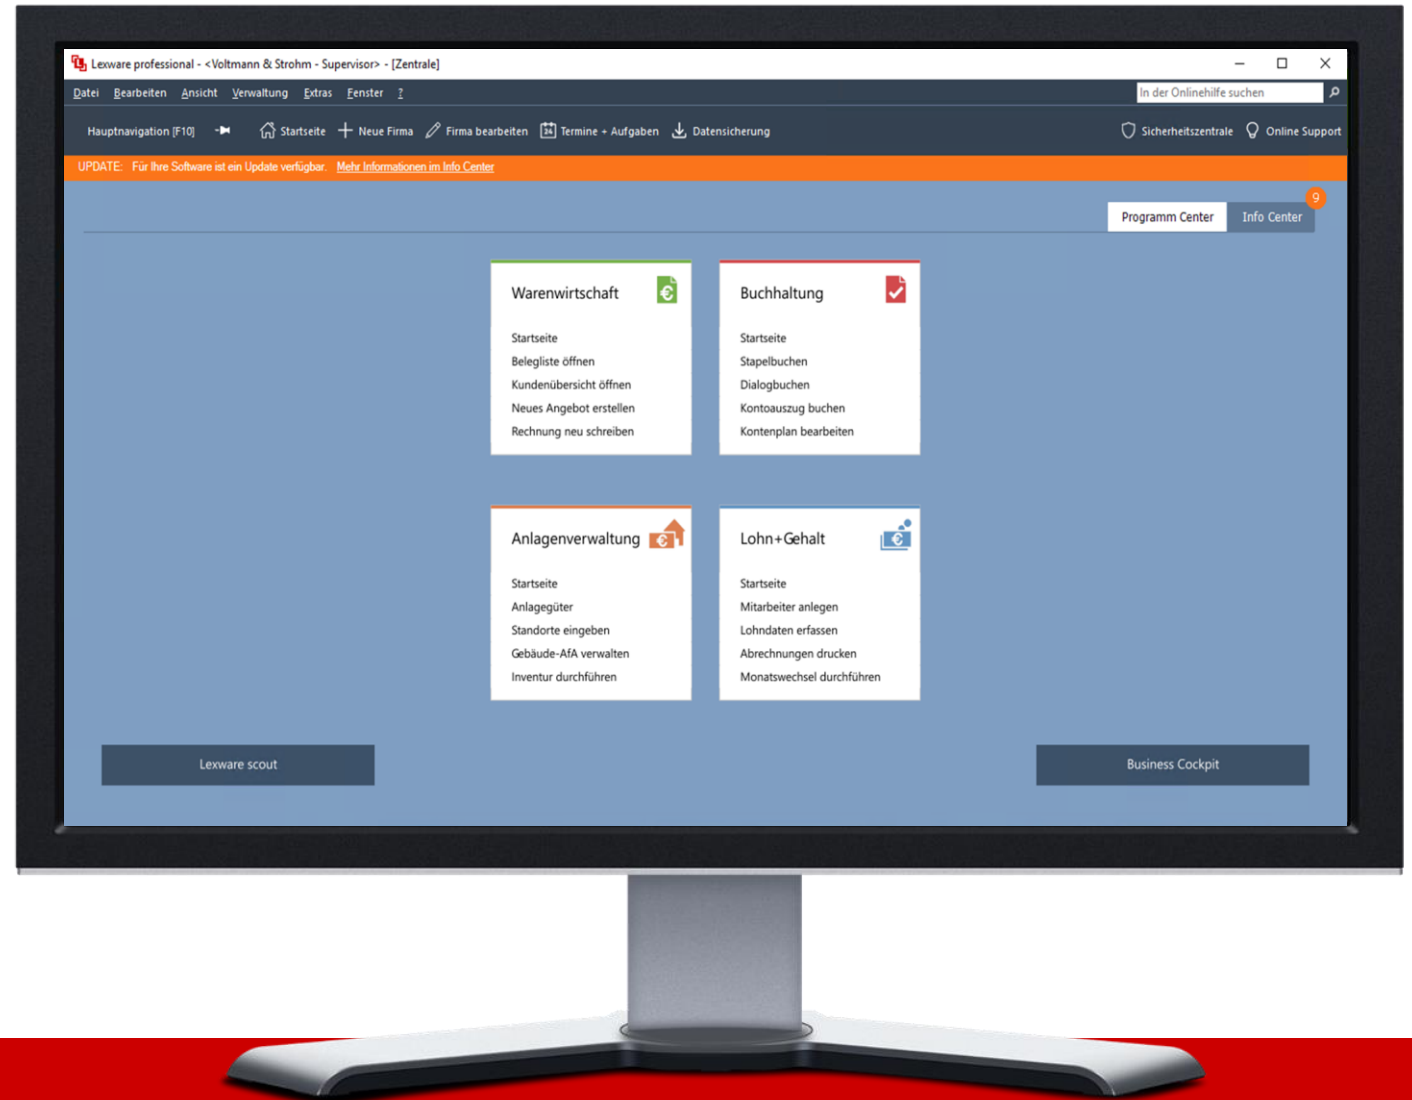 Lexware professional - <Voltmann & Strohm - Supervisor> - [Zentrale]
Datei Bearbeiten Ansicht Verwaltung Extras Fenster ? In der Onlinehilfe suchen
Hauptnavigation [F10] Startseite Neue Firma Firma bearbeiten 24 Termine + Aufgaben Datensicherung Sicherheitszentrale Online Support
UPDATE: Für Ihre Software ist ein Update verfügbar. Mehr Informationen im Info Center
9
Programm Center Info Center
Warenwirtschaft €
Startseite
Belegliste öffnen
Kundenübersicht öffnen
Neues Angebot erstellen
Rechnung neu schreiben
Buchhaltung
Startseite
Stapelbuchen
Dialogbuchen
Kontoauszug buchen
Kontenplan bearbeiten
Anlagenverwaltung €
Startseite
Anlagegüter
Standorte eingeben
Gebäude-AfA verwalten
Inventur durchführen
Lohn+Gehalt €
Startseite
Mitarbeiter anlegen
Lohndaten erfassen
Abrechnungen drucken
Monatswechsel durchführen
Lexware scout
Business Cockpit